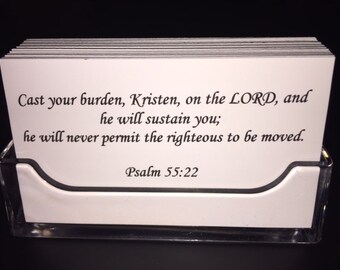 Cast your burden, Kristen, on the LORD, and
he will sustain you;
he will never permit the righteous to be moved.
Psalm 55:22